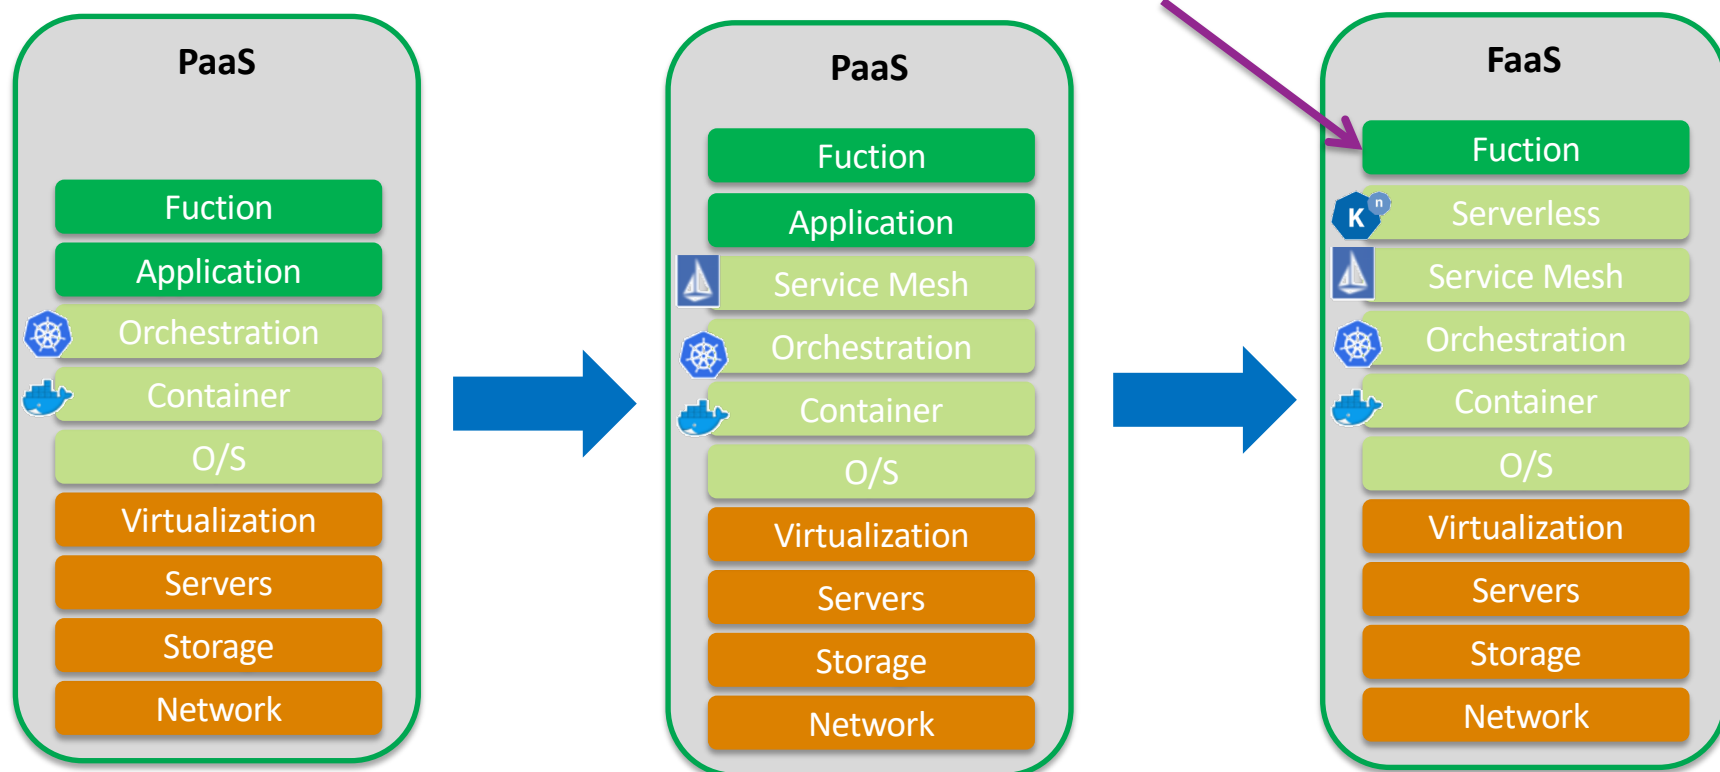 PaaS
Fuction
Application
Orchestration
Container
O/S
Virtualization
Servers
Storage
Network
PaaS
Fuction
Application
Service Mesh
Orchestration
Container
O/S
Virtualization
Servers
Storage
Network
FaaS
Fuction
K n
Serverless
Service Mesh
Orchestration
Container
O/S
Virtualization
Servers
Storage
Network